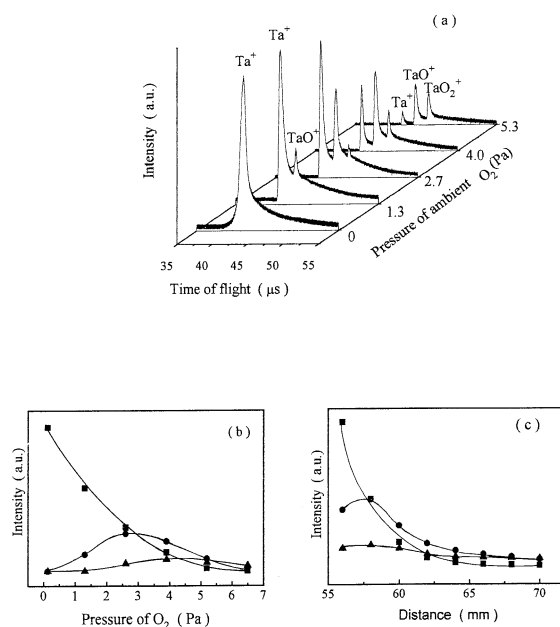 ( a )
Ta+
Ta+
TaO+
TaO+
TaO2+
Ta+
Intensity ( a.u.)
5.3
4.0
2.7
1.3
0
Pressure of ambient O2(Pa)
35 40 45 50 55
Time of flight ( μs )
( b )
Intensity ( a.u.)
0 1 2 3 4 5 6 7
Pressure of O2 ( Pa )
( c )
Intensity (a.u.)
55 60 65 70
Distance ( mm )